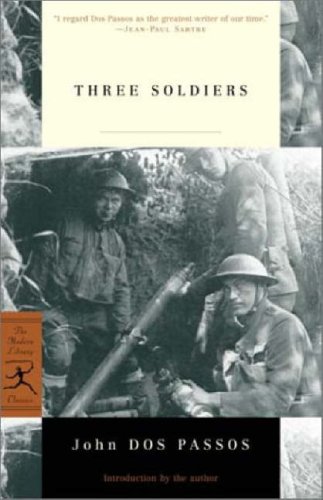 "I regard Dos Passos as the greatest writer of our time."
—JEAN-PAUL SARTRE
THREE SOLDIERS
The
Modern
Library
Classics
John DOS PASSOS
Introduction by the author